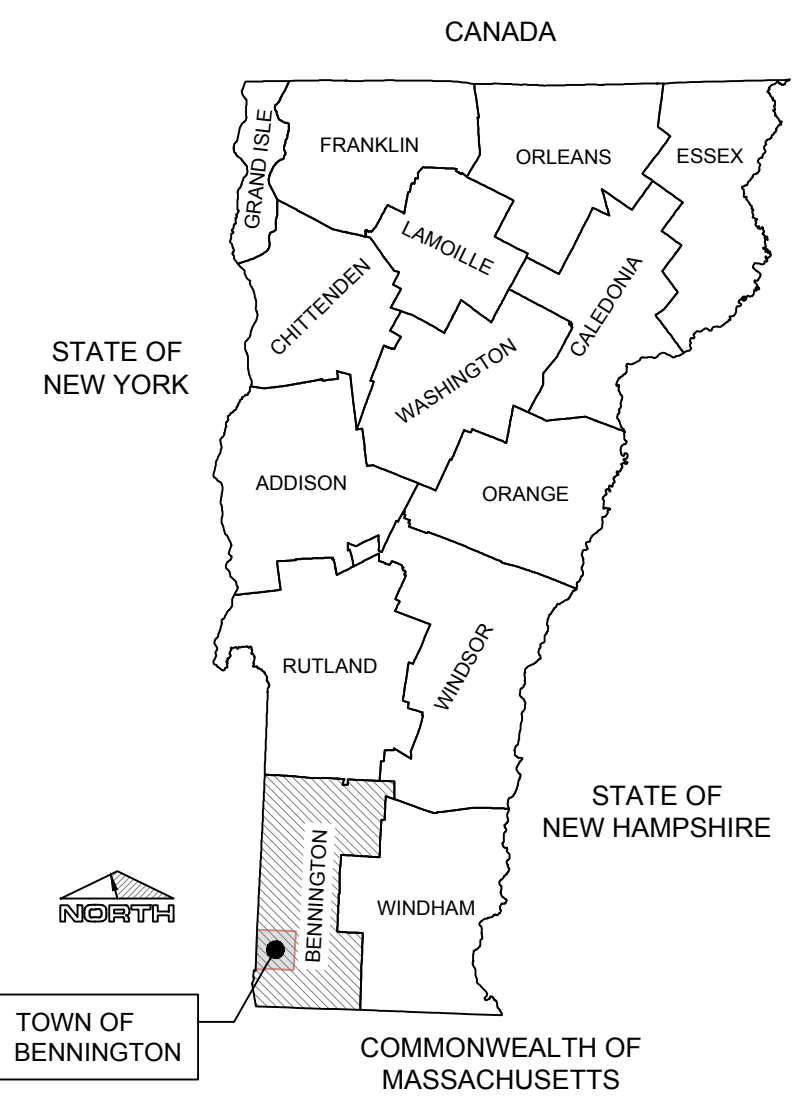 CANADA
GRAND ISLE
FRANKLIN
ORLEANS
ESSEX
LAMOILLE
CHITTENDEN
CALEDONIA
STATE OF
NEW YORK
WASHINGTON
ADDISON
ORANGE
RUTLAND
WINDSOR
STATE OF
NEW HAMPSHIRE
BENNINGTON
WINDHAM
NORTH
TOWN OF
BENNINGTON
COMMONWEALTH OF
MASSACHUSETTS